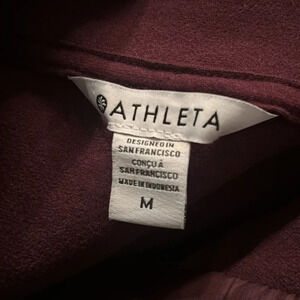 ATHLETA
DESIGNED IN
SAN FRANCISCO
CONÇU À
SAN FRANCISCO
MADE IN INDONESIA
M